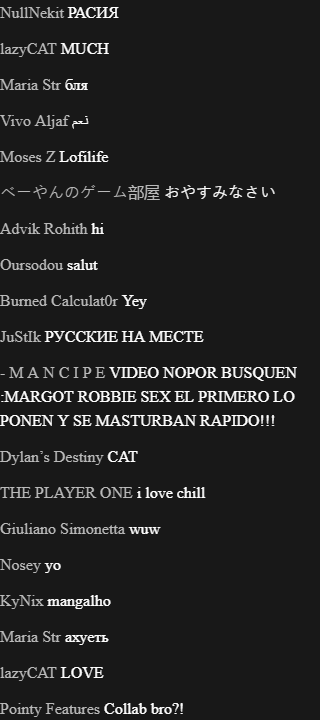 NullNekit РАСИЯ
lazyCAT MUCH
Maria Str бля
Vivo Aljaf نعم
Moses Z Lofilife
べーやんのゲーム部屋 おやすみなさい
Advik Rohith hi
Oursodou salut
Burned Calculat0r Yey
JuStIk РУССКИЕ НА МЕСТЕ
- M A N C I P E VIDEO NOPOR BUSQUEN
:MARGOT ROBBIE SEX EL PRIMERO LO
PONEN Y SE MASTURBAN RAPIDO!!!
Dylan’s Destiny CAT
THE PLAYER ONE i love chill
Giuliano Simonetta wuw
Nosey yo
KyNix mangalho
Maria Str ахуеть
lazyCAT LOVE
Pointy Features Collab bro?!